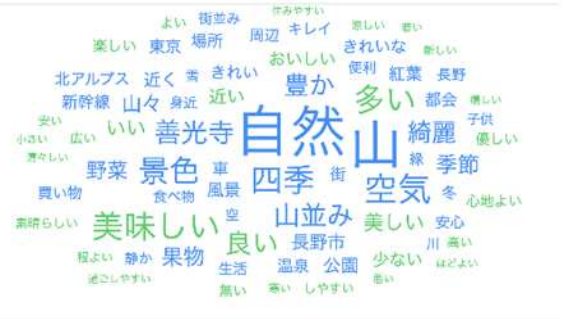 住みやすい
よい 街並み 周辺 キレイ 涼しい 若い
楽しい 東京 場所 おいしい きれいな 新しい
北アルプス 近く 雪 きれい 豊か 便利 紅葉 長野
新幹線 山々 身近 近い 多い 都会 嬉しい
安い 広い いい 善光寺 自然 山 綺麗 子供
小さい 優しい
清々しい 野菜 景色 車 四季 街 空気 緑 季節
買い物 食べ物 風景 冬 心地よい
素晴らしい 美味しい 空 山並み 美しい 安心
良い 長野市 川 高い
程よい 静か 果物 生活 温泉 公園 少ない ほどよい
過ごしやすい 無い 寒い しやすい